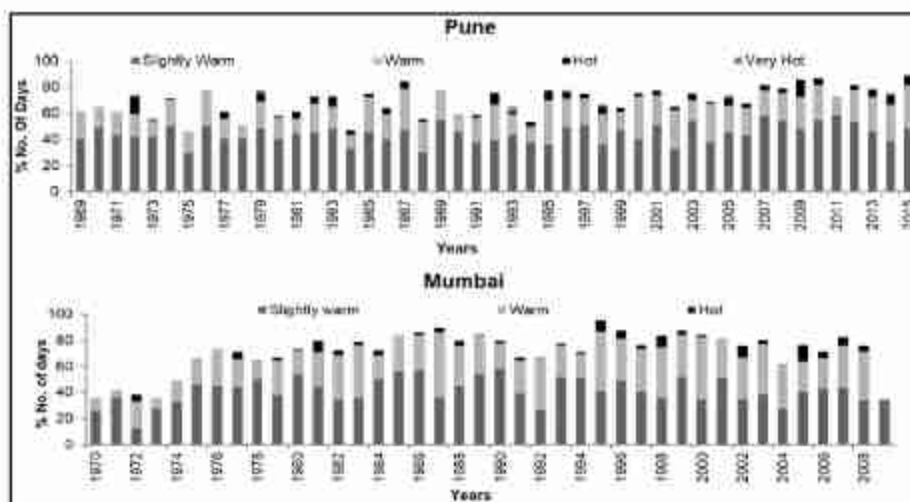 Pune
Slightly Warm Warm Hot Very Hot
% No. Of Days
100
80
60
40
20
0
1969 1971 1973 1975 1977 1979 1981 1983 1985 1987 1989 1991 1993 1995 1997 1999 2001 2003 2005 2007 2009 2011 2013 2015
Years
Mumbai
Slightly warm Warm Hot
% No. of days
100
80
60
40
20
0
1970 1972 1974 1976 1978 1980 1982 1984 1986 1988 1990 1992 1994 1996 1998 2000 2002 2004 2006 2008
Years